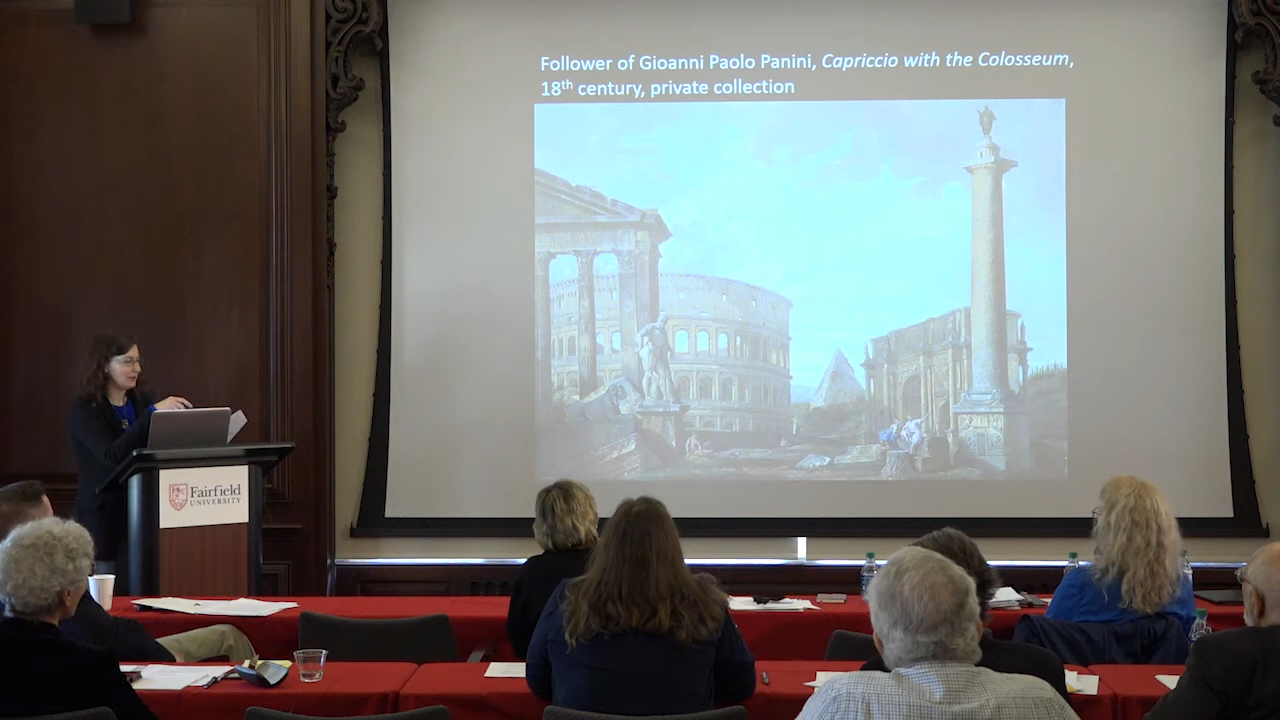 Follower of Gioanni Paolo Panini, Capriccio with the Colosseum,
18th century, private collection
Fairfield
UNIVERSITY